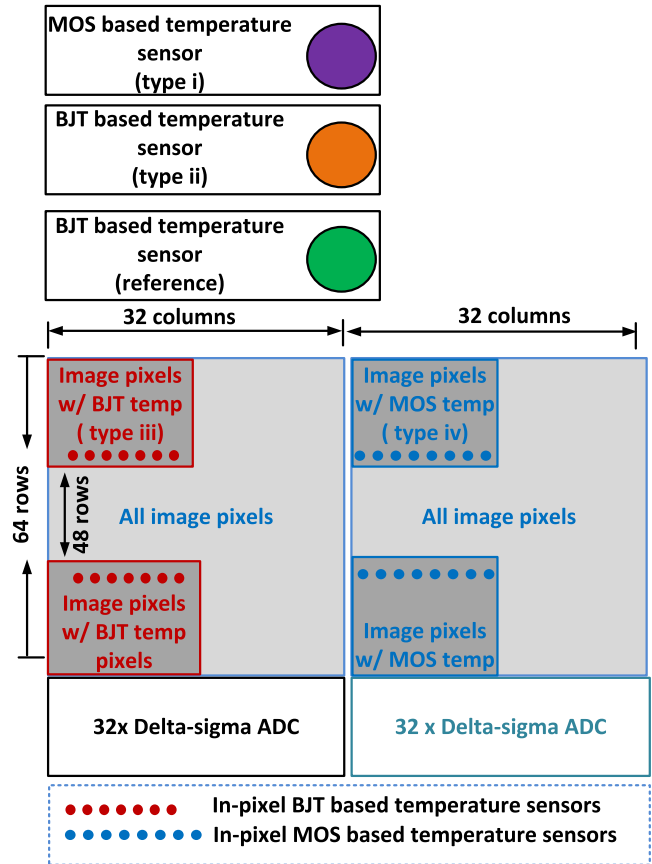 MOS based temperature
sensor
(type i)
BJT based temperature
sensor
(type ii)
BJT based temperature
sensor
(reference)
32 columns
32 columns
Image pixels
w/ BJT temp
( type iii)
Image pixels
w/ MOS temp
( type iv)
64 rows
48 rows
All image pixels
All image pixels
Image pixels
w/ BJT temp
pixels
Image pixels
w/ MOS temp
32x Delta-sigma ADC
32 x Delta-sigma ADC
In-pixel BJT based temperature sensors
In-pixel MOS based temperature sensors